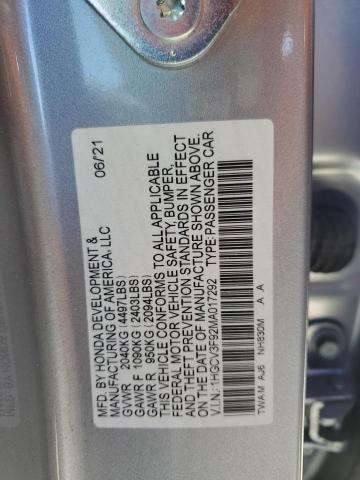 MFD. BY HONDA DEVELOPMENT & 06/21
MANUFACTURING OF AMERICA, LLC
GVWR 2040KG (4497LBS)
GAWR F 1090KG (2403LBS)
GAWR R 950KG (2094LBS)
THIS VEHICLE CONFORMS TO ALL APPLICABLE
FEDERAL MOTOR VEHICLE SAFETY, BUMPER,
AND THEFT PREVENTION STANDARDS IN EFFECT
ON THE DATE OF MANUFACTURE SHOWN ABOVE.
V.I.N.: 1HGCV3F92MA017292 TYPE: PASSENGER CAR
TWA M AJ5 NH830M A A